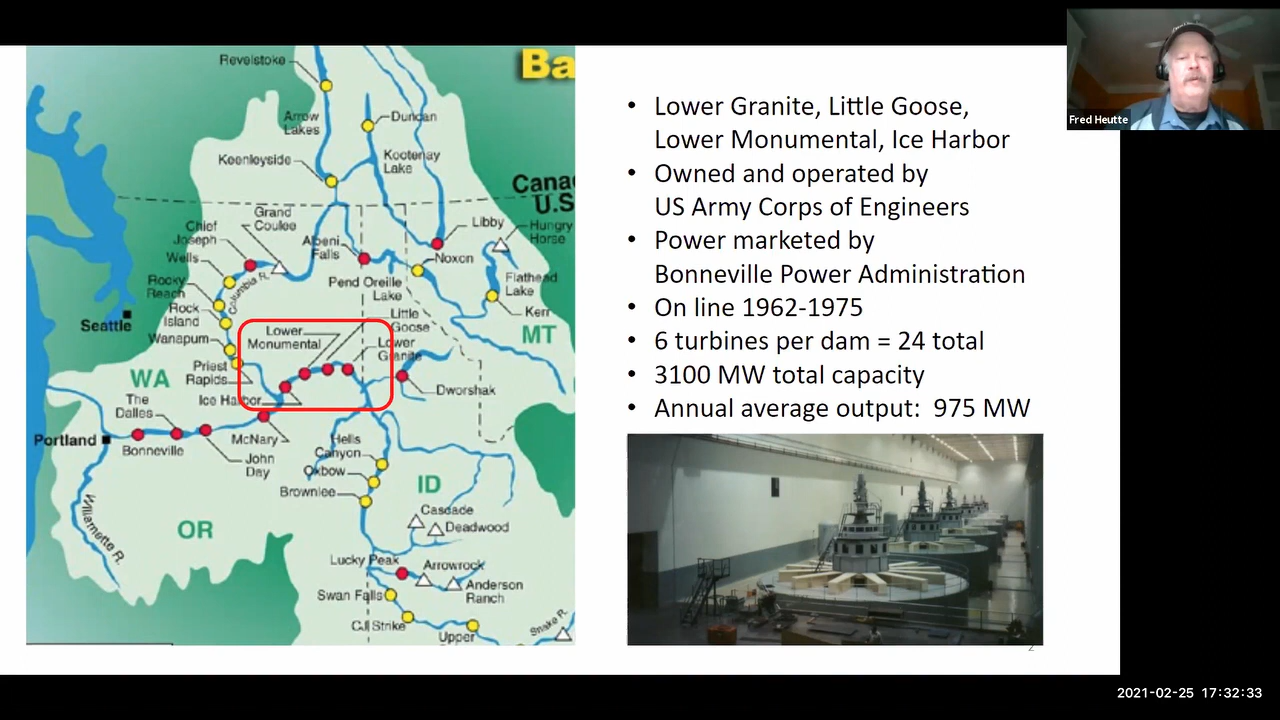 Ba
Revelstoke
Arrow
Lakes
Duncan
Keenleyside
Kootenay
Lake
Cana
U.S
Grand
Coulee
Chief
Joseph
Albeni
Falls
Libby
Hungry
Horse
Wells
Noxon
Columbia R.
Rocky
Reach
Pend Oreille
Lake
Flathead
Lake
Rock
Island
Kerr
Seattle
Little
Goose
Lower
Monumental
MT
Wanapum
Lower
Granite
Priest
Rapids
WA
Dworshak
Ice Harbor
The
Dalles
Portland
Bonneville
McNary
John
Day
Hells
Canyon
Oxbow
Brownlee
ID
Willamette R.
OR
Cascade
Deadwood
Lucky Peak
Arrowrock
Anderson
Ranch
Swan Falls
CJ Strike
Upper
Snake R.
• Lower Granite, Little Goose,
Lower Monumental, Ice Harbor
• Owned and operated by
US Army Corps of Engineers
• Power marketed by
Bonneville Power Administration
• On line 1962-1975
• 6 turbines per dam = 24 total
• 3100 MW total capacity
• Annual average output: 975 MW
2
Fred Heutte
2021-02-25 17:32:33